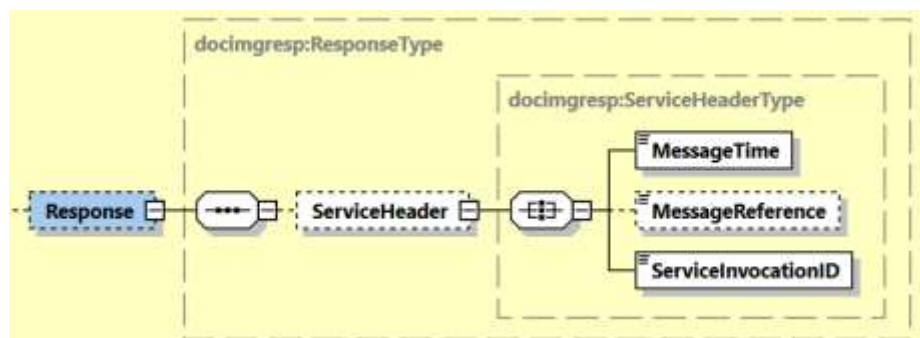 docimgresp:ResponseType
docimgresp:ServiceHeaderType
MessageTime
Response
ServiceHeader
MessageReference
ServiceInvocationID